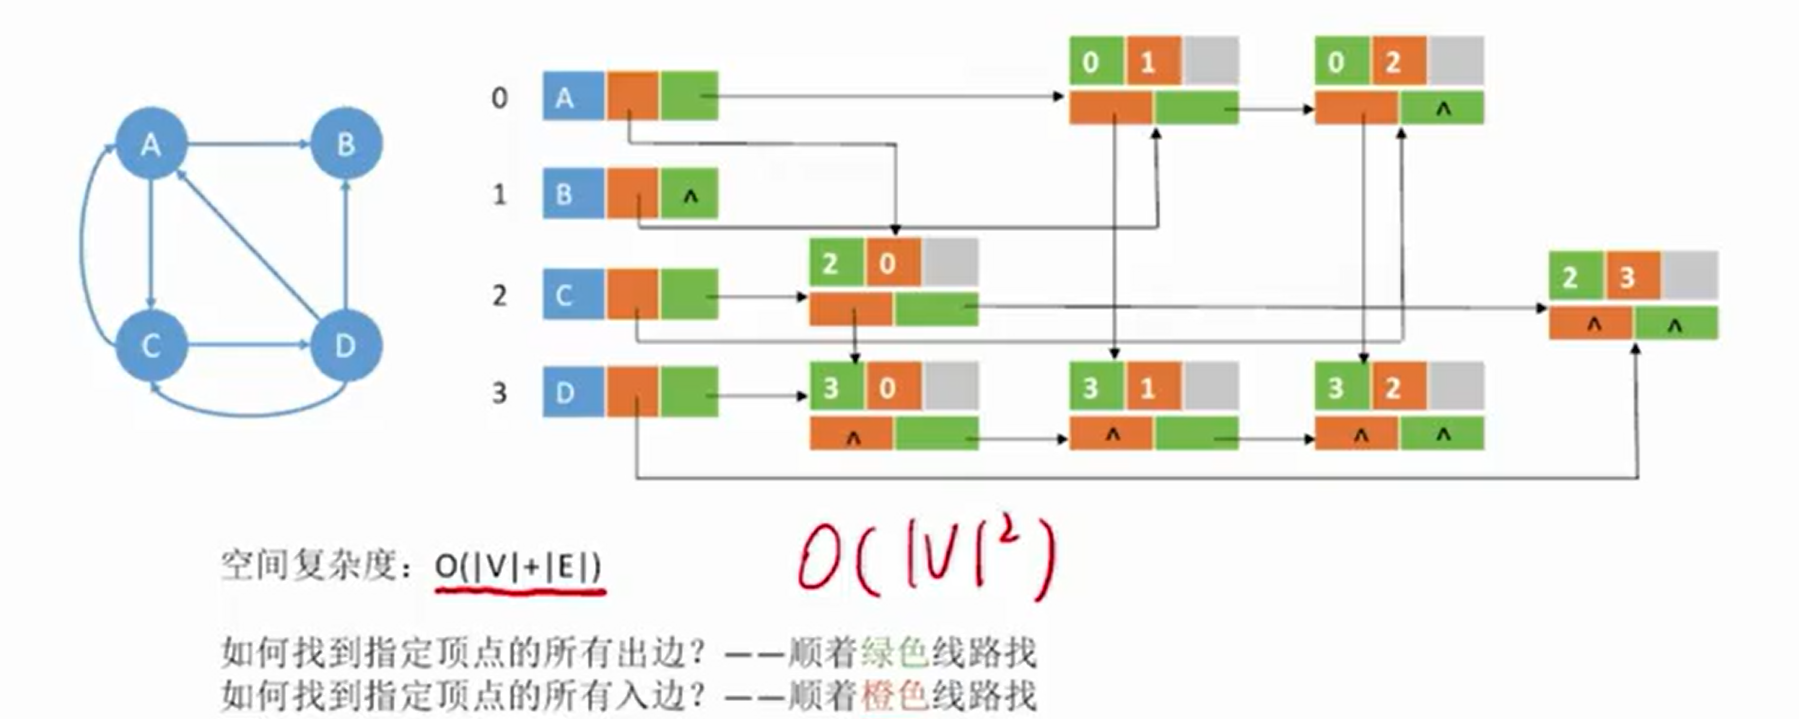 A B
C D
0 A
1 B ^
2 C
3 D
0 1
0 2 ^
2 0
2 3 ^ ^
3 0 ^
3 1 ^
3 2 ^ ^
空间复杂度：O(|V|+|E|) O(|V|²)
如何找到指定顶点的所有出边？——顺着绿色线路找
如何找到指定顶点的所有入边？——顺着橙色线路找